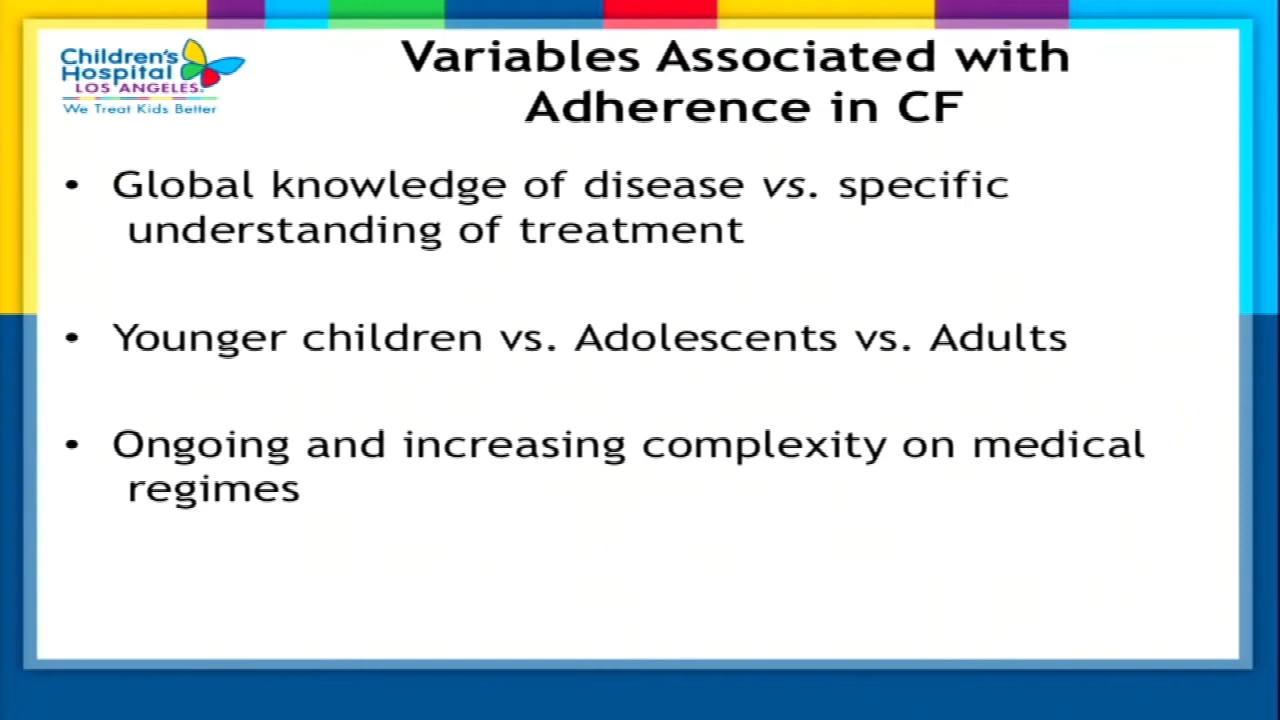 Children's
Hospital
LOS ANGELES.
We Treat Kids Better
Variables Associated with
Adherence in CF
• Global knowledge of disease vs. specific
understanding of treatment
• Younger children vs. Adolescents vs. Adults
• Ongoing and increasing complexity on medical
regimes